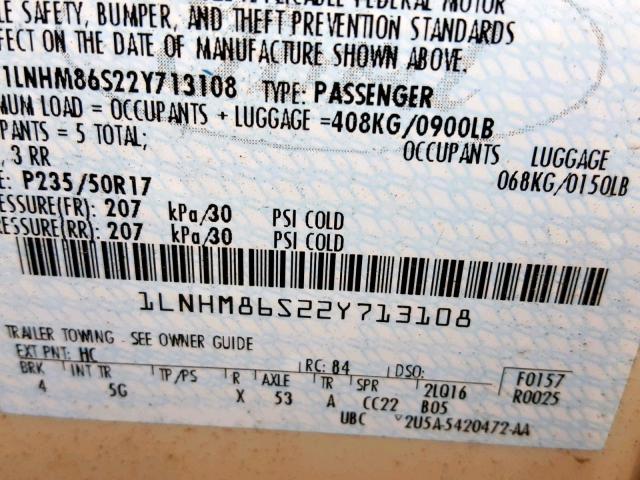 FEDERAL MOTOR
LE SAFETY, BUMPER, AND THEFT PREVENTION STANDARDS
FECT ON THE DATE OF MANUFACTURE SHOWN ABOVE.
1LNHM86S22Y713108 TYPE: PASSENGER
MUM LOAD = OCCUPANTS + LUGGAGE =408KG/0900LB
PANTS = 5 TOTAL; OCCUPANTS LUGGAGE
, 3 RR 068KG/0150LB
E: P235/50R17
ESSURE(FR): 207 kPa/30 PSI COLD
ESSURE(RR): 207 kPa/30 PSI COLD
1LNHM86S22Y713108
TRAILER TOWING - SEE OWNER GUIDE
EXT PNT: HC RC: 84 DSO: F0157
BRK INT TR TP/PS R AXLE TR SPR 2LQ16 R0025
4 5G X 53 A CC22 B05
UBC 2U5A-5420472-AA